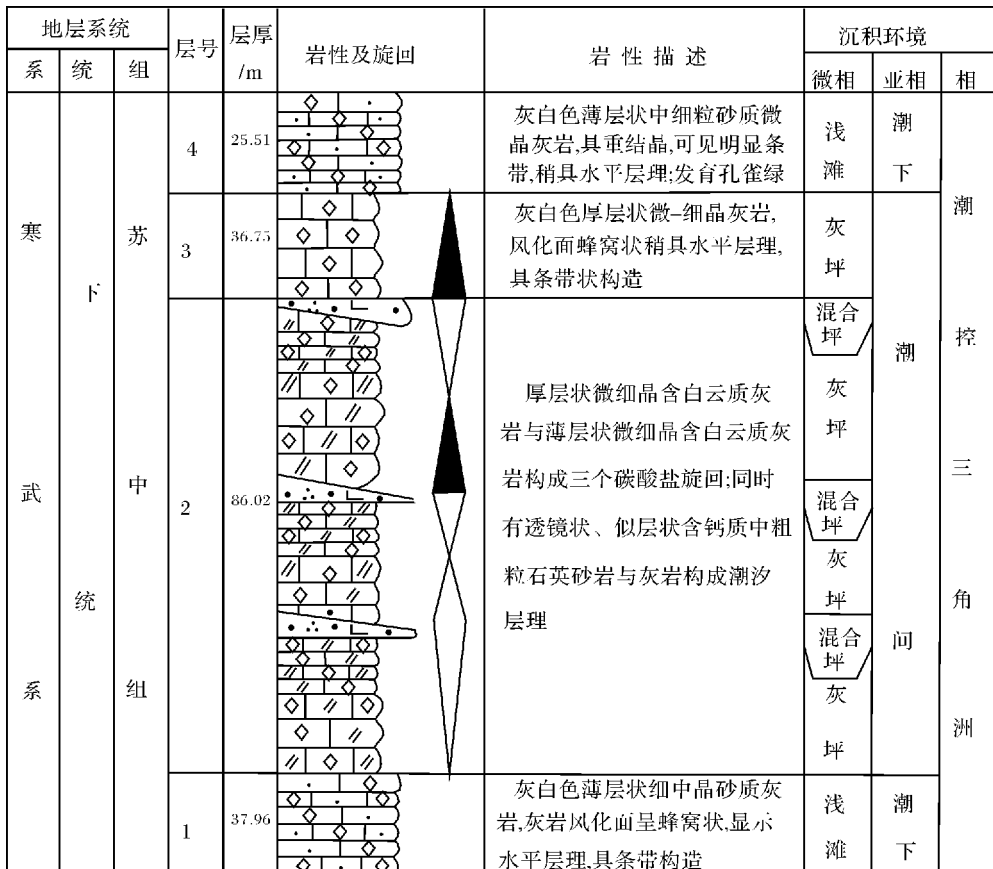 地层系统
层号
层厚
/m
岩性及旋回
岩性描述
沉积环境
系
统
组
微相
亚相
相
寒武系
下统
苏中组
4
25.51
灰白色薄层状中细粒砂质微
晶灰岩,具重结晶,可见明显条
带,稍具水平层理;发育孔雀绿
浅滩
潮下
潮控三角洲
3
36.75
灰白色厚层状微-细晶灰岩,
风化面蜂窝状稍具水平层理,
具条带状构造
灰坪
潮间
2
86.02
厚层状微细晶含白云质灰
岩与薄层状微细晶含白云质灰
岩构成三个碳酸盐旋回;同时
有透镜状、似层状含钙质中粗
粒石英砂岩与灰岩构成潮汐
层理
混合
坪
灰坪
混合
坪
灰坪
混合
坪
灰坪
1
37.96
灰白色薄层状细中晶砂质灰
岩,灰岩风化面呈蜂窝状,显示
水平层理,具条带构造
浅滩
潮下